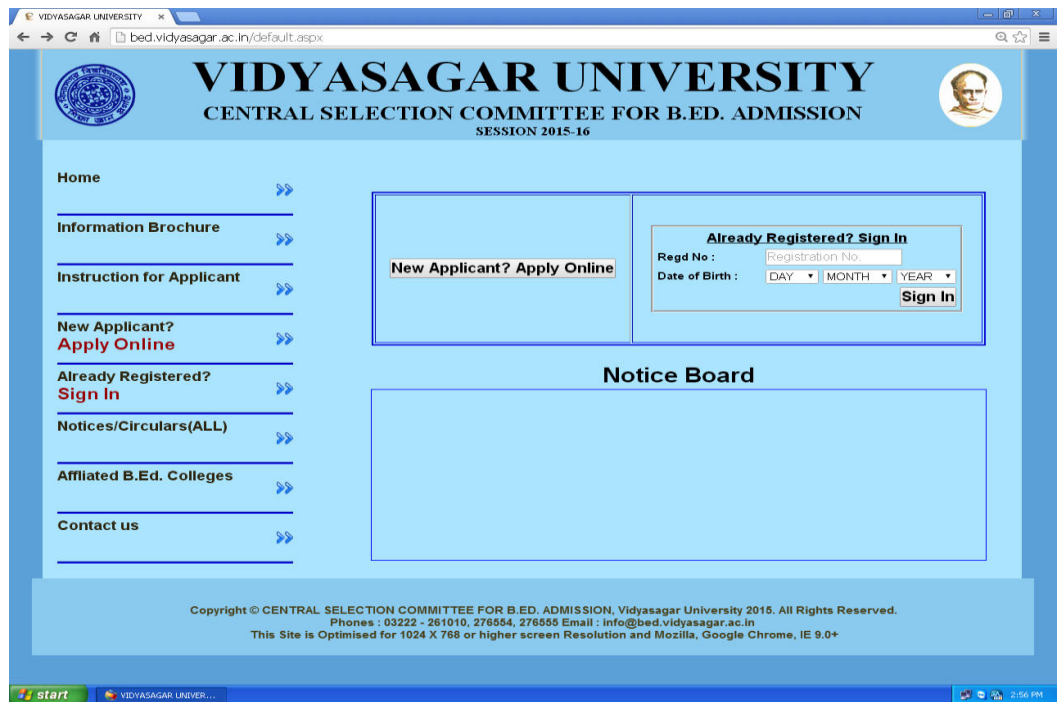 VIDYASAGAR UNIVERSITY ×
bed.vidyasagar.ac.in/default.aspx
VIDYASAGAR UNIVERSITY
CENTRAL SELECTION COMMITTEE FOR B.ED. ADMISSION
SESSION 2015-16
Home
Information Brochure
Instruction for Applicant
New Applicant?
Apply Online
Already Registered?
Sign In
Notices/Circulars(ALL)
Affliated B.Ed. Colleges
Contact us
New Applicant? Apply Online
Already Registered? Sign In
Regd No :
Registration No.
Date of Birth :
DAY MONTH YEAR
Sign In
Notice Board
Copyright © CENTRAL SELECTION COMMITTEE FOR B.ED. ADMISSION, Vidyasagar University 2015. All Rights Reserved.
Phones : 03222 - 261010, 276554, 276555 Email : info@bed.vidyasagar.ac.in
This Site is Optimised for 1024 X 768 or higher screen Resolution and Mozilla, Google Chrome, IE 9.0+
start
VIDYASAGAR UNIVER...
2:56 PM